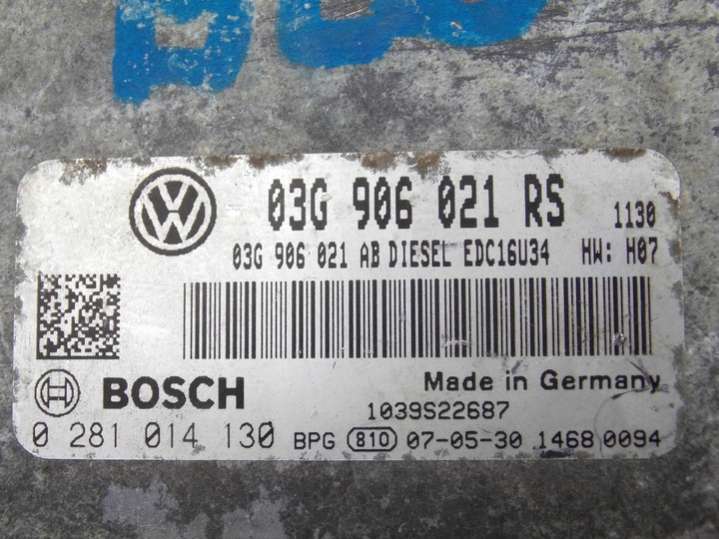 03G 906 021 RS 1130
03G 906 021 AB DIESEL EDC16U34 HW: H07
BOSCH Made in Germany
1039S22687
0 281 014 130 BPG 810 07-05-30 1468 0094